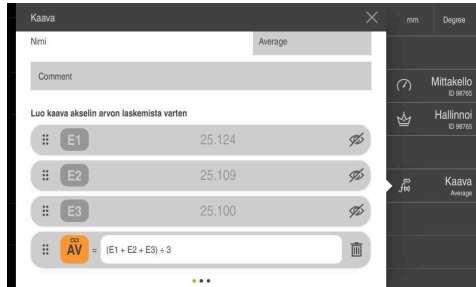 Kaava
mm
Degree
Nimi
Average
Comment
Mittakello
ID 98765
Hallinnoi
ID 98765
Luo kaava akselin arvon laskemista varten
E1 25.124
E2 25.109
E3 25.100
AV = (E1 + E2 + E3) ÷ 3
f(x)
Kaava
Average